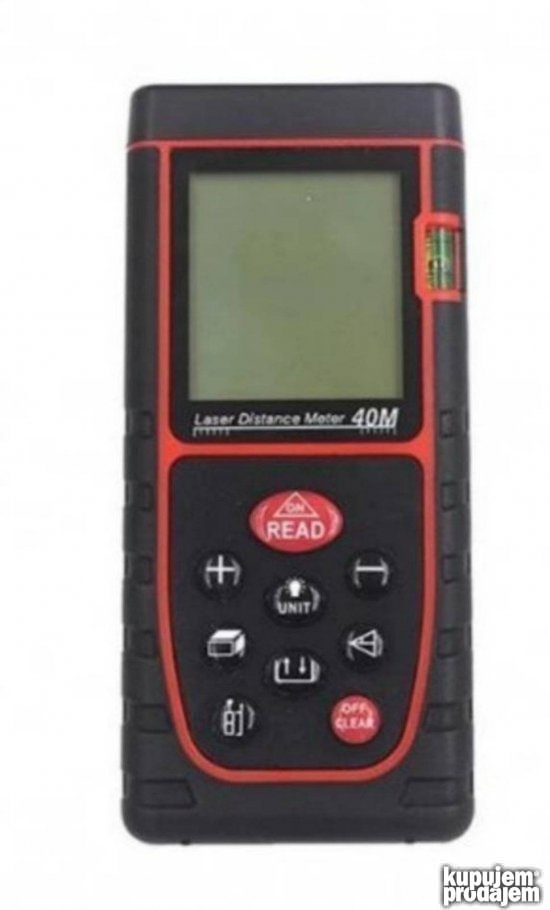 Laser Distance Meter 40M
ON
READ
UNIT
OFF
CLEAR
kupujem
prodajem